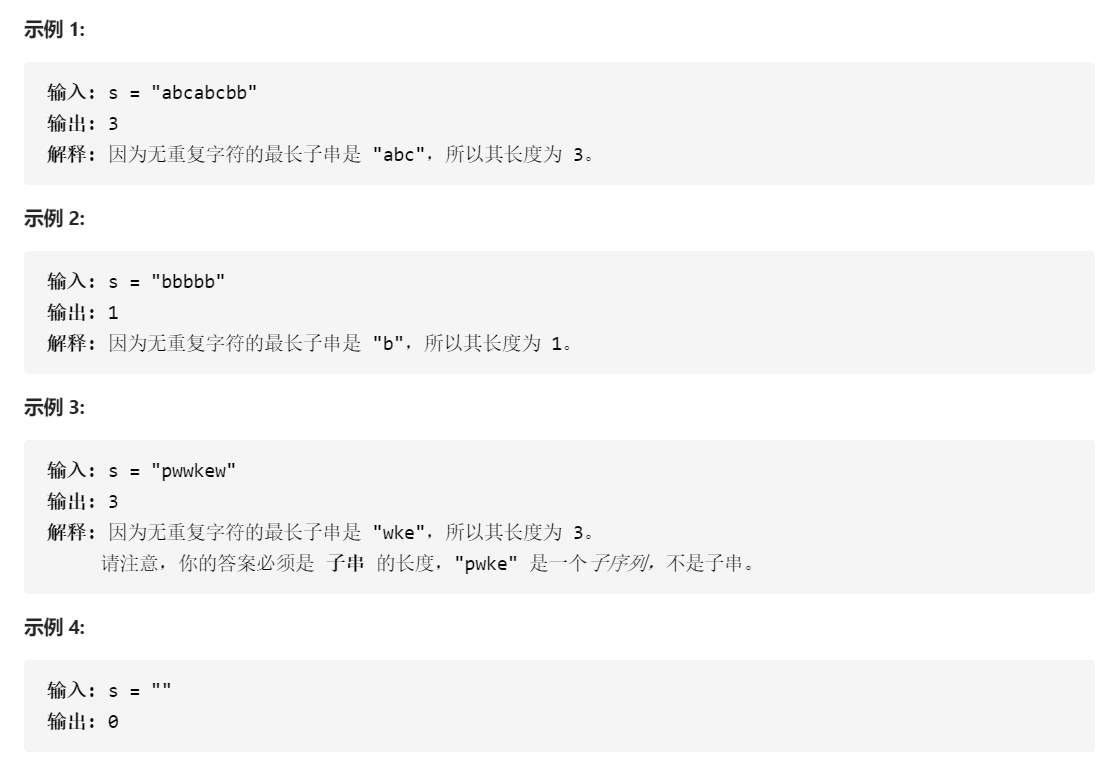 示例 1:
输入: s = "abcabcbb"
输出: 3
解释: 因为无重复字符的最长子串是 "abc"，所以其长度为 3。
示例 2:
输入: s = "bbbbb"
输出: 1
解释: 因为无重复字符的最长子串是 "b"，所以其长度为 1。
示例 3:
输入: s = "pwwkew"
输出: 3
解释: 因为无重复字符的最长子串是 "wke"，所以其长度为 3。
请注意，你的答案必须是 子串 的长度，"pwke" 是一个子序列，不是子串。
示例 4:
输入: s = ""
输出: 0